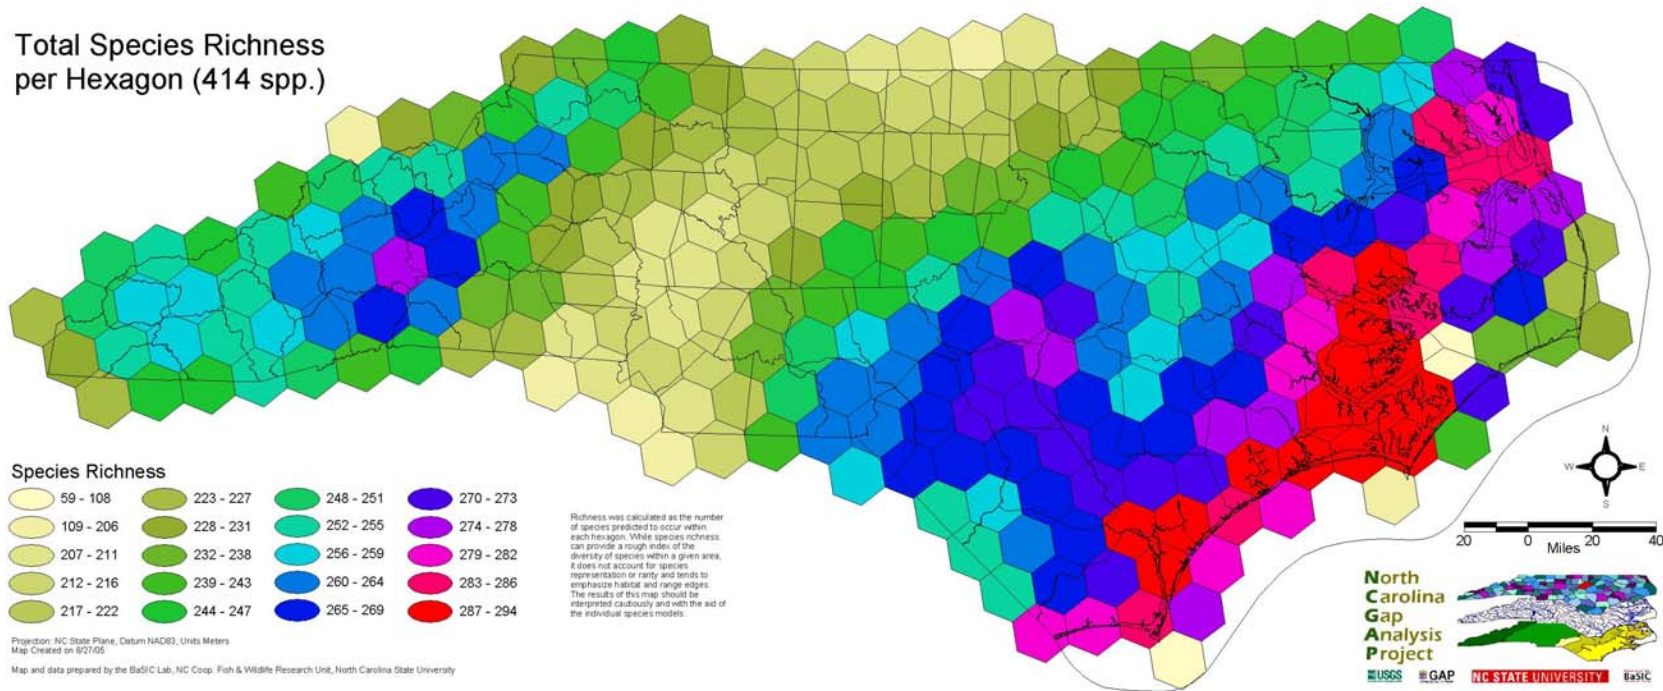 Total Species Richness
per Hexagon (414 spp.)
Species Richness
59 - 108
109 - 206
207 - 211
212 - 216
217 - 222
223 - 227
228 - 231
232 - 238
239 - 243
244 - 247
248 - 251
252 - 255
256 - 259
260 - 264
265 - 269
270 - 273
274 - 278
279 - 282
283 - 286
287 - 294
Richness was calculated as the number
of species predicted to occur within
each hexagon. While species richness
can provide a rough index of the
diversity of species within a given area,
it does not account for species
representation or rarity and tends to
emphasize habitat and range edges.
The results of this map should be
interpreted cautiously and with the aid of
the individual species models.
Projection: NC State Plane, Datum NAD83, Units Meters
Map Created on 8/27/05
Map and data prepared by the BaSIC Lab, NC Coop. Fish & Wildlife Research Unit, North Carolina State University
N
W E
S
20 0 20 40
Miles
North
Carolina
Gap
Analysis
Project
USGS GAP NC STATE UNIVERSITY BaSIC